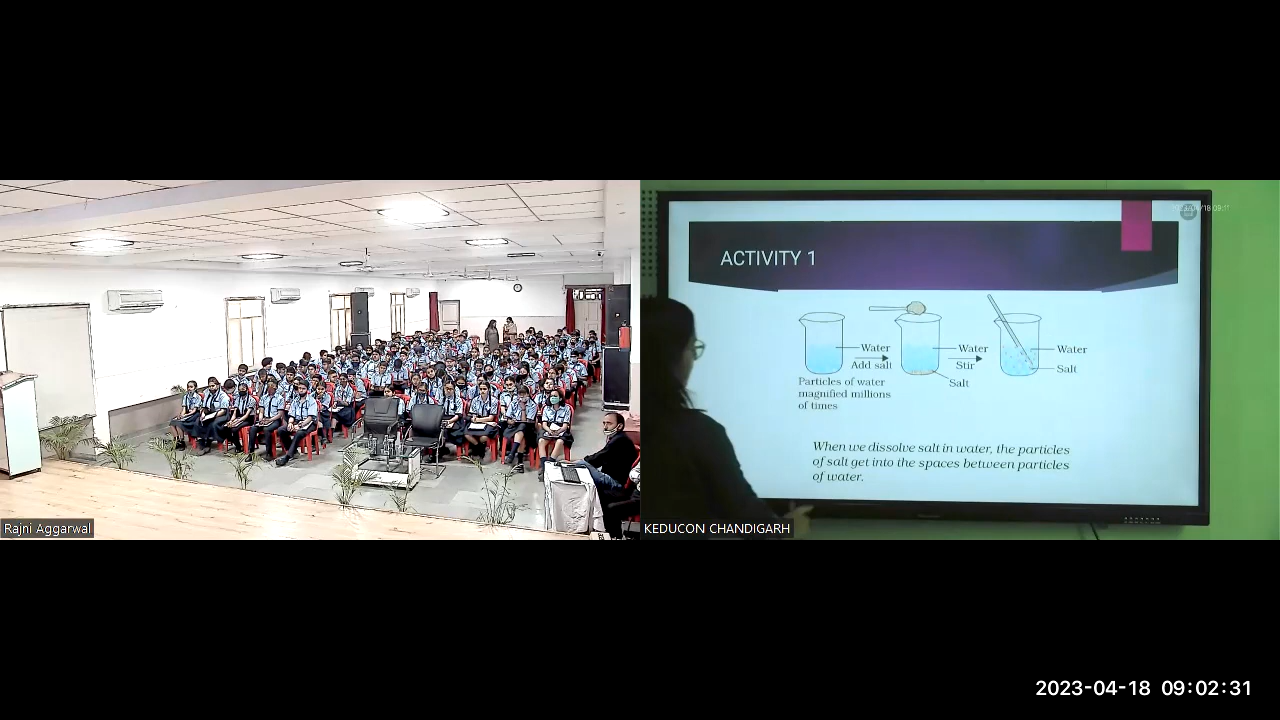 ACTIVITY 1
Water
Add salt
Water
Stir
Water
Salt
Salt
Particles of water
magnified millions
of times
When we dissolve salt in water, the particles
of salt get into the spaces between particles
of water.
Rajni Aggarwal
KEDUCON CHANDIGARH
2023-04-18 09:02:31